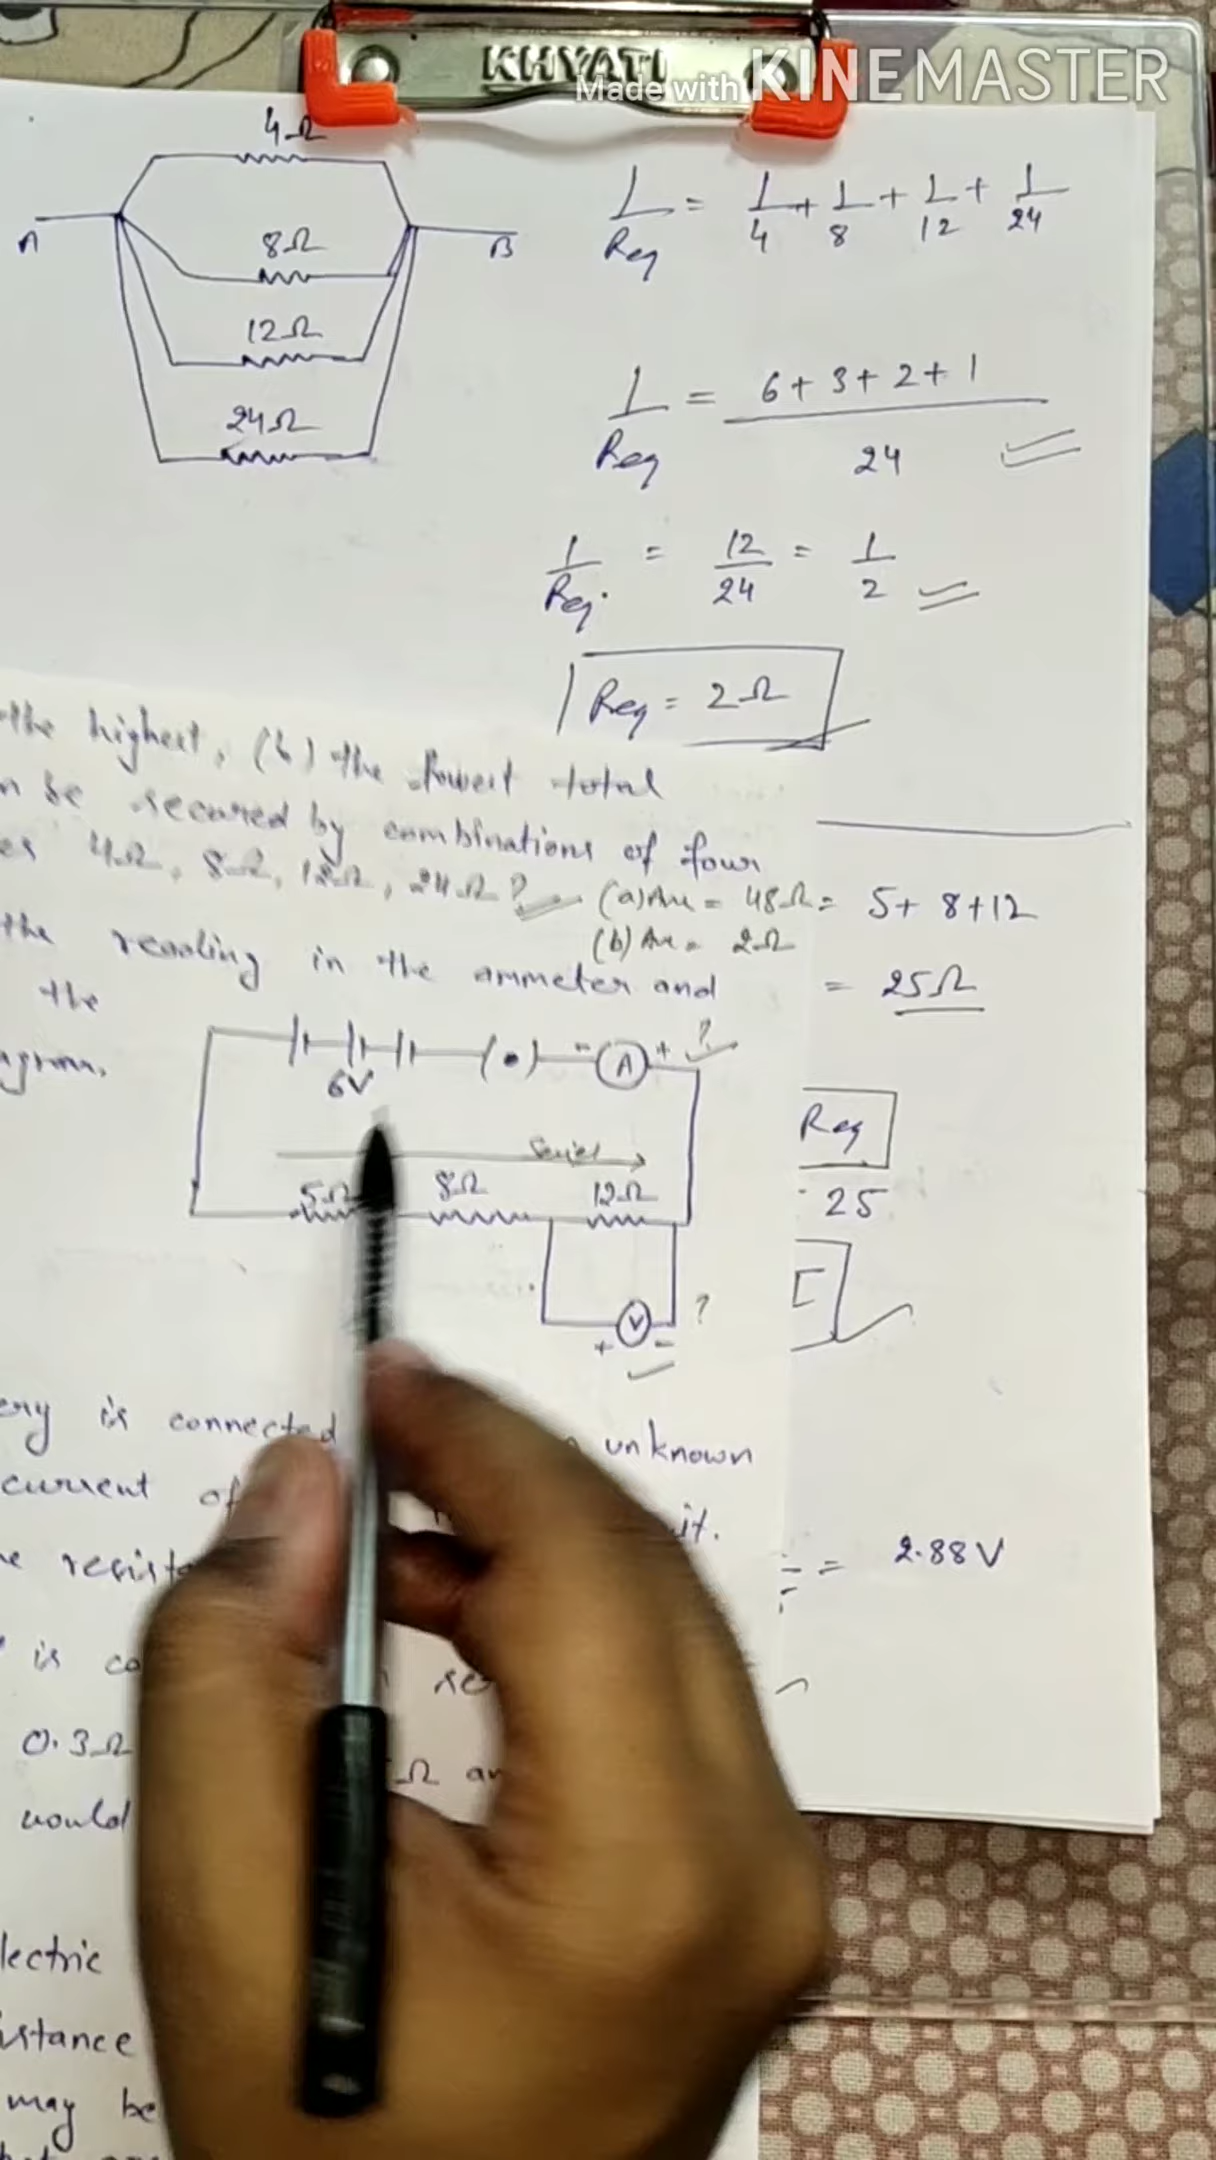 KHYATI
Made with KINEMASTER
4Ω
A
8Ω
B
12Ω
24Ω
1/Req = 1/4 + 1/8 + 1/12 + 1/24
1/Req = 6+3+2+1 / 24
1/Req. = 12/24 = 1/2
Req = 2Ω
the highest, (b) the lowest total
be secured by combinations of four
4Ω, 8Ω, 12Ω, 24Ω?
(a) Ans = 48Ω
(b) Ans = 2Ω
= 5+ 8+12
= 25Ω
the reading in the ammeter and
the
6V
- A + ?
Series
5Ω 8Ω 12Ω
+ V - ?
Req
25
is connected unknown
current of
2.88V
=
is
0.3Ω
Ω
would
may be